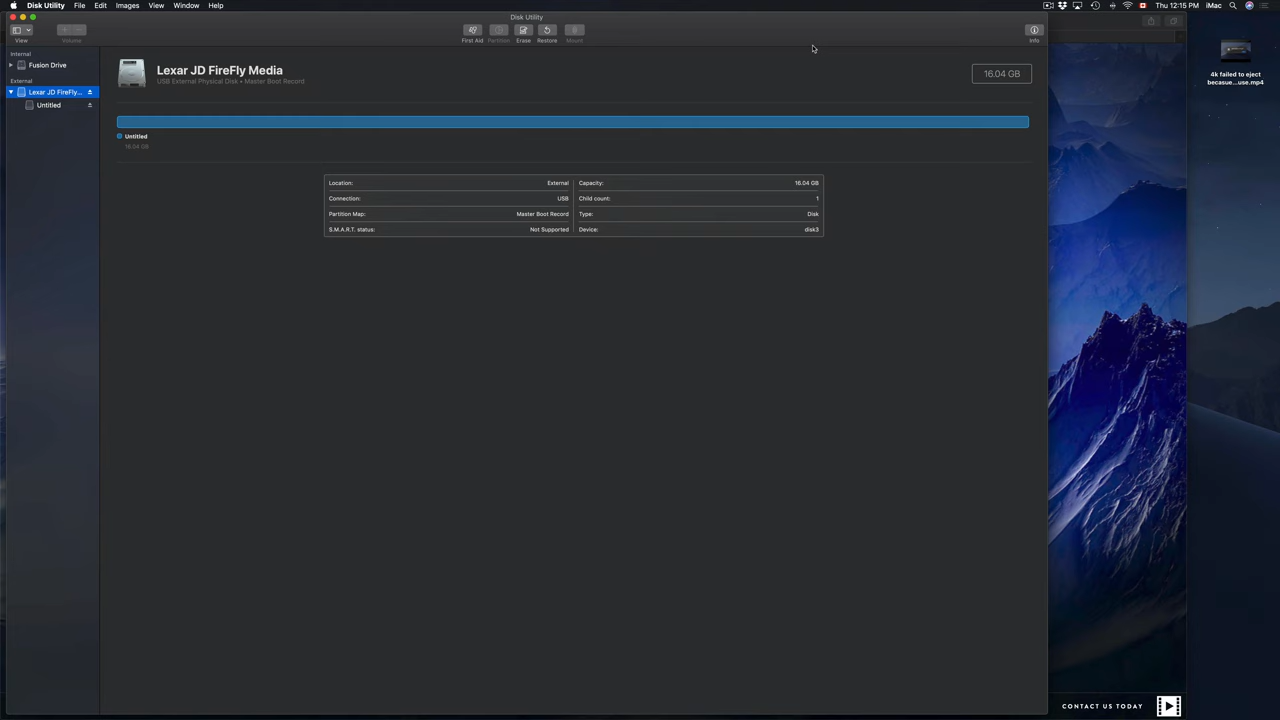 Disk Utility File Edit Images View Window Help Thu 12:15 PM iMac
Disk Utility
View Volume First Aid Partition Erase Restore Mount Info
Internal
Fusion Drive
External
Lexar JD FireFly...
Untitled
Lexar JD FireFly Media
USB External Physical Disk • Master Boot Record
16.04 GB
Untitled
16.04 GB
Location: External
Connection: USB
Partition Map: Master Boot Record
S.M.A.R.T. status: Not Supported
Capacity: 16.04 GB
Child count: 1
Type: Disk
Device: disk3
4k failed to eject
becasue...use.mp4
CONTACT US TODAY